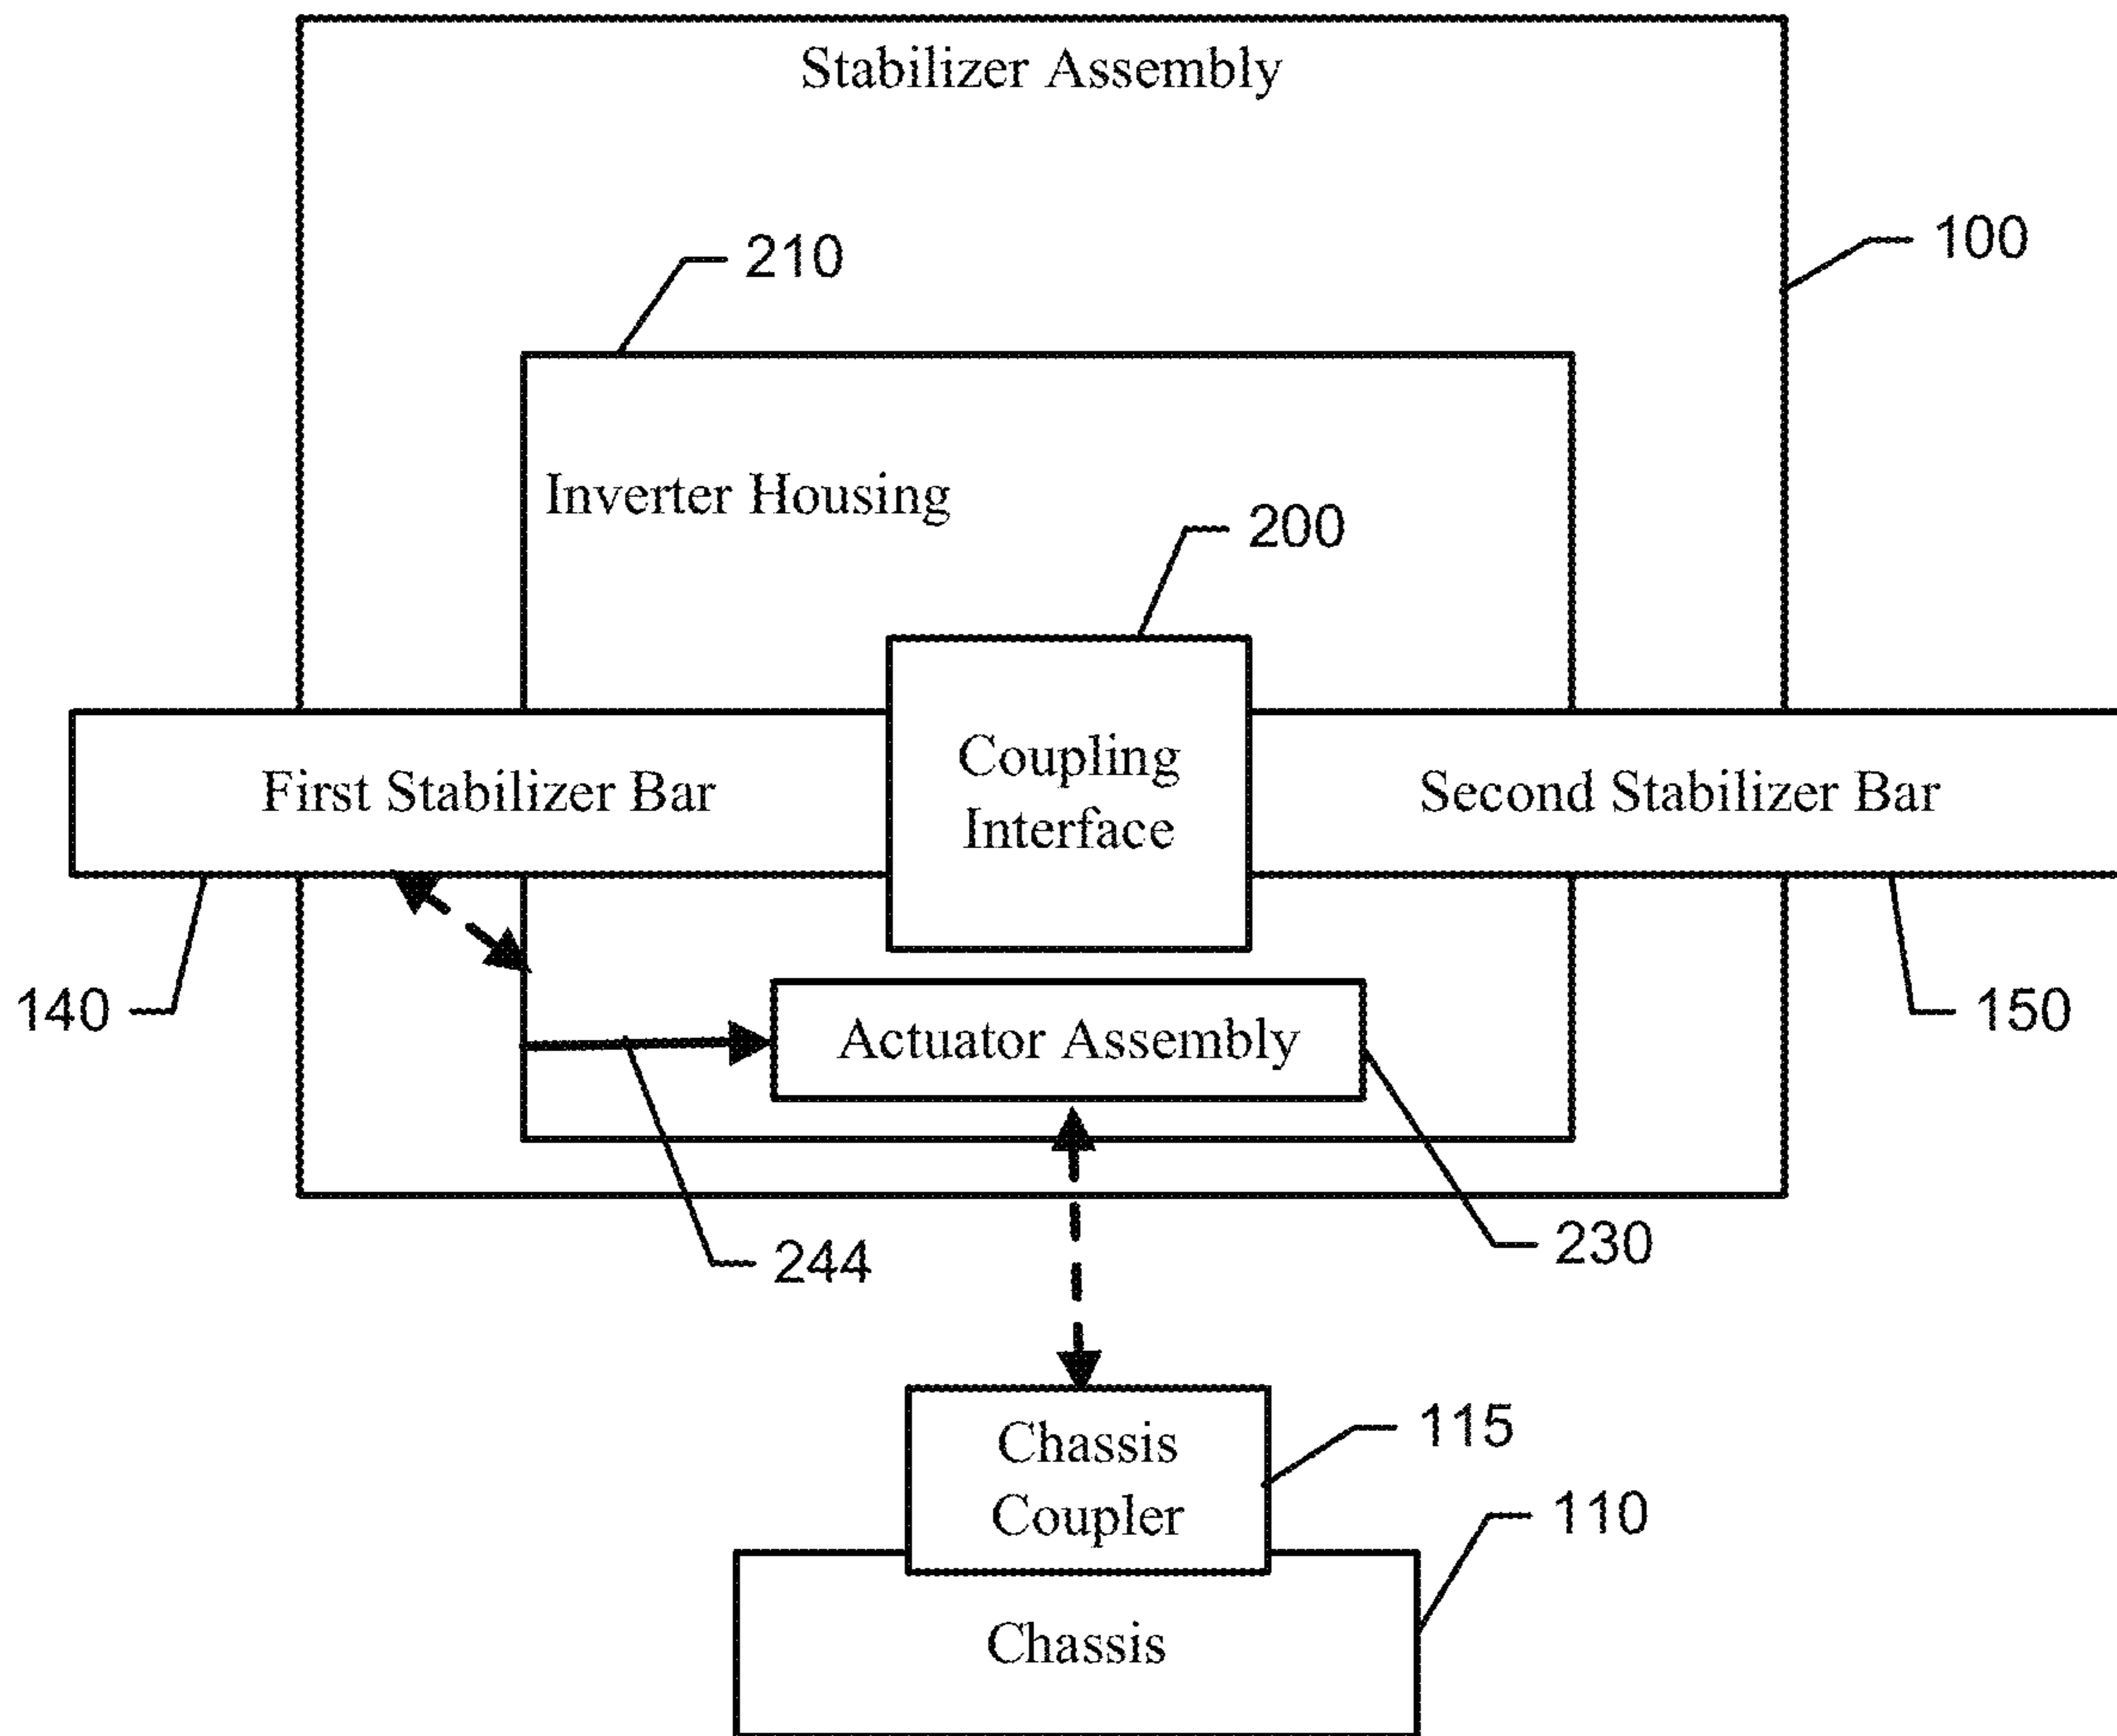 Stabilizer Assembly
100
210
Inverter Housing
200
First Stabilizer Bar
Coupling
Interface
Second Stabilizer Bar
140
150
Actuator Assembly
244
230
Chassis
Coupler
115
110
Chassis